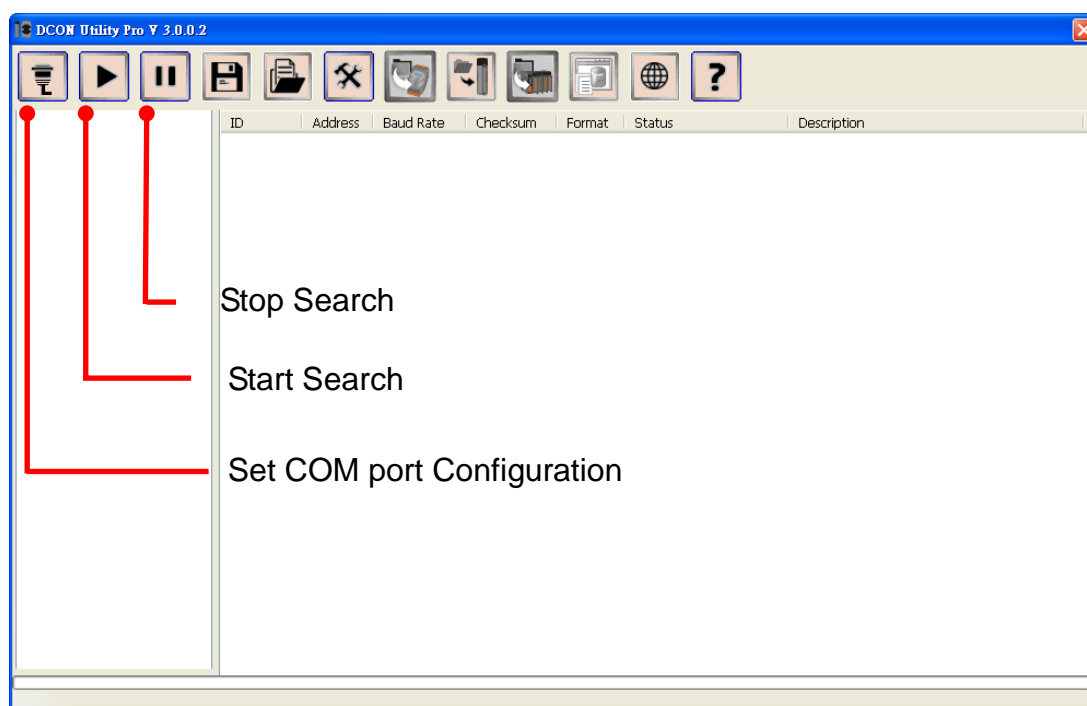 DCON Utility Pro V 3.0.0.2
?
ID Address Baud Rate Checksum Format Status Description
Stop Search
Start Search
Set COM port Configuration